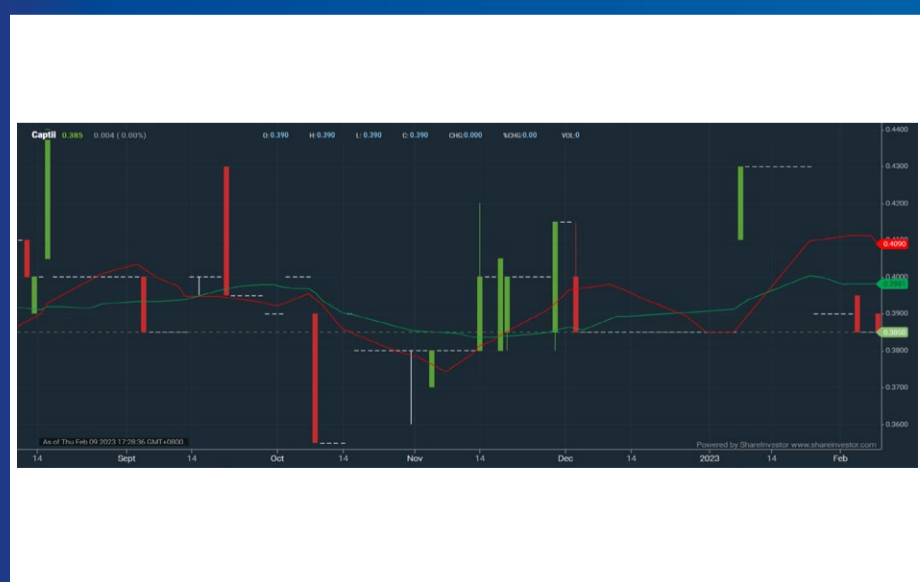 Captii 0.385 0.004 ( 0.00%) O:0.390 H:0.390 L: 0.390 C: 0.390 CHG:0.000 %CHG:0.00 VOL:0
0.4400
0.4300
0.4200
0.4090
0.4000
0.3900
0.3850
0.3800
0.3700
0.3600
As of Thu Feb 09 2023 17:28:36 GMT+0800
Powered by ShareInvestor www.shareinvestor.com
14 Sept 14 Oct 14 Nov 14 Dec 14 2023 14 Feb